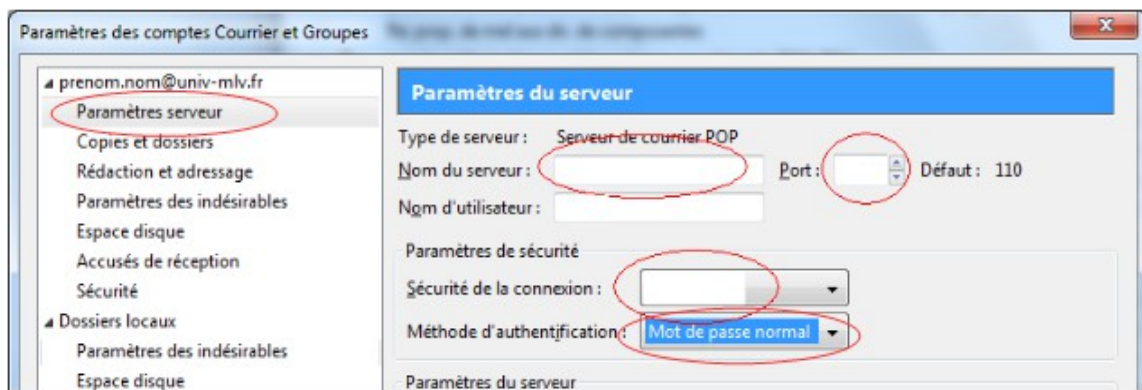 Paramètres des comptes Courrier et Groupes
prenom.nom@univ-mlv.fr
Paramètres serveur
Copies et dossiers
Rédaction et adressage
Paramètres des indésirables
Espace disque
Accusés de réception
Sécurité
Dossiers locaux
Paramètres des indésirables
Espace disque
Paramètres du serveur
Type de serveur : Serveur de courrier POP
Nom du serveur : Port : Défaut : 110
Nom d'utilisateur :
Paramètres de sécurité
Sécurité de la connexion :
Méthode d'authentification : Mot de passe normal
Paramètres du serveur